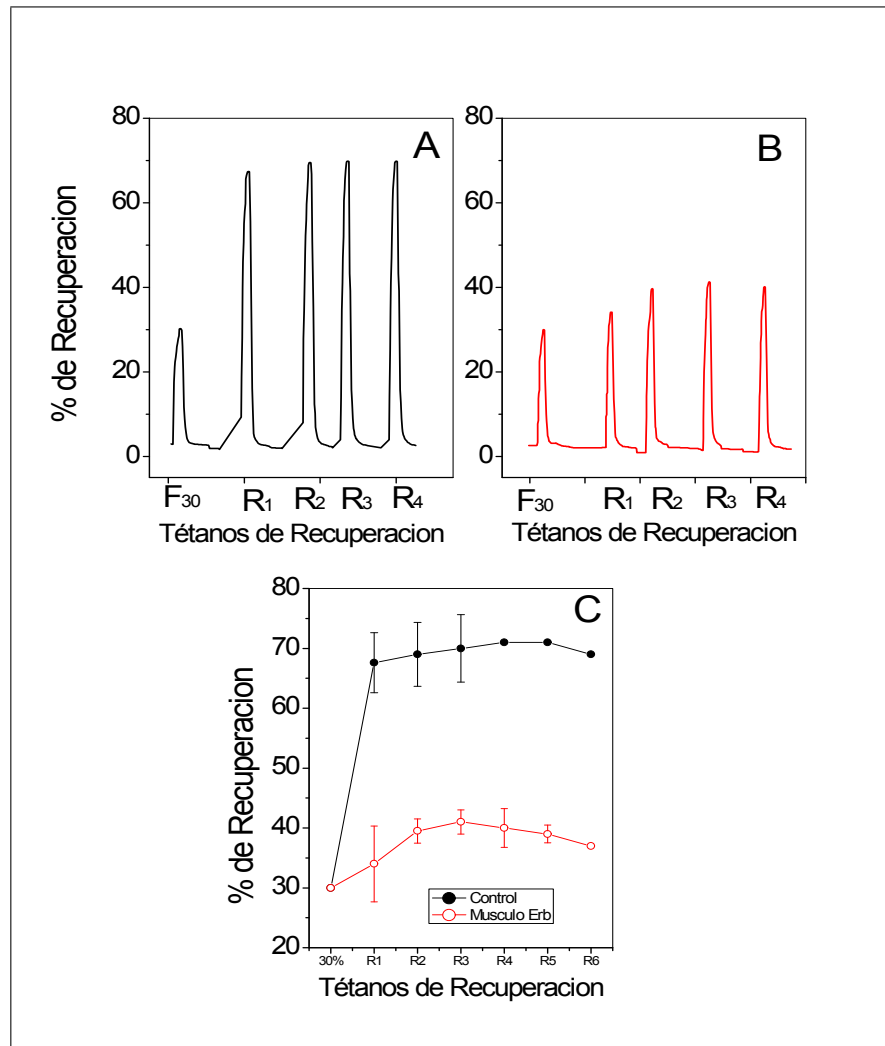 A
B
% de Recuperacion
80
60
40
20
0
F30 R1 R2 R3 R4
Tétanos de Recuperacion
80
60
40
20
0
F30 R1 R2 R3 R4
Tétanos de Recuperacion
C
% de Recuperacion
80
70
60
50
40
30
20
Control
Musculo Erb
30% R1 R2 R3 R4 R5 R6
Tétanos de Recuperacion